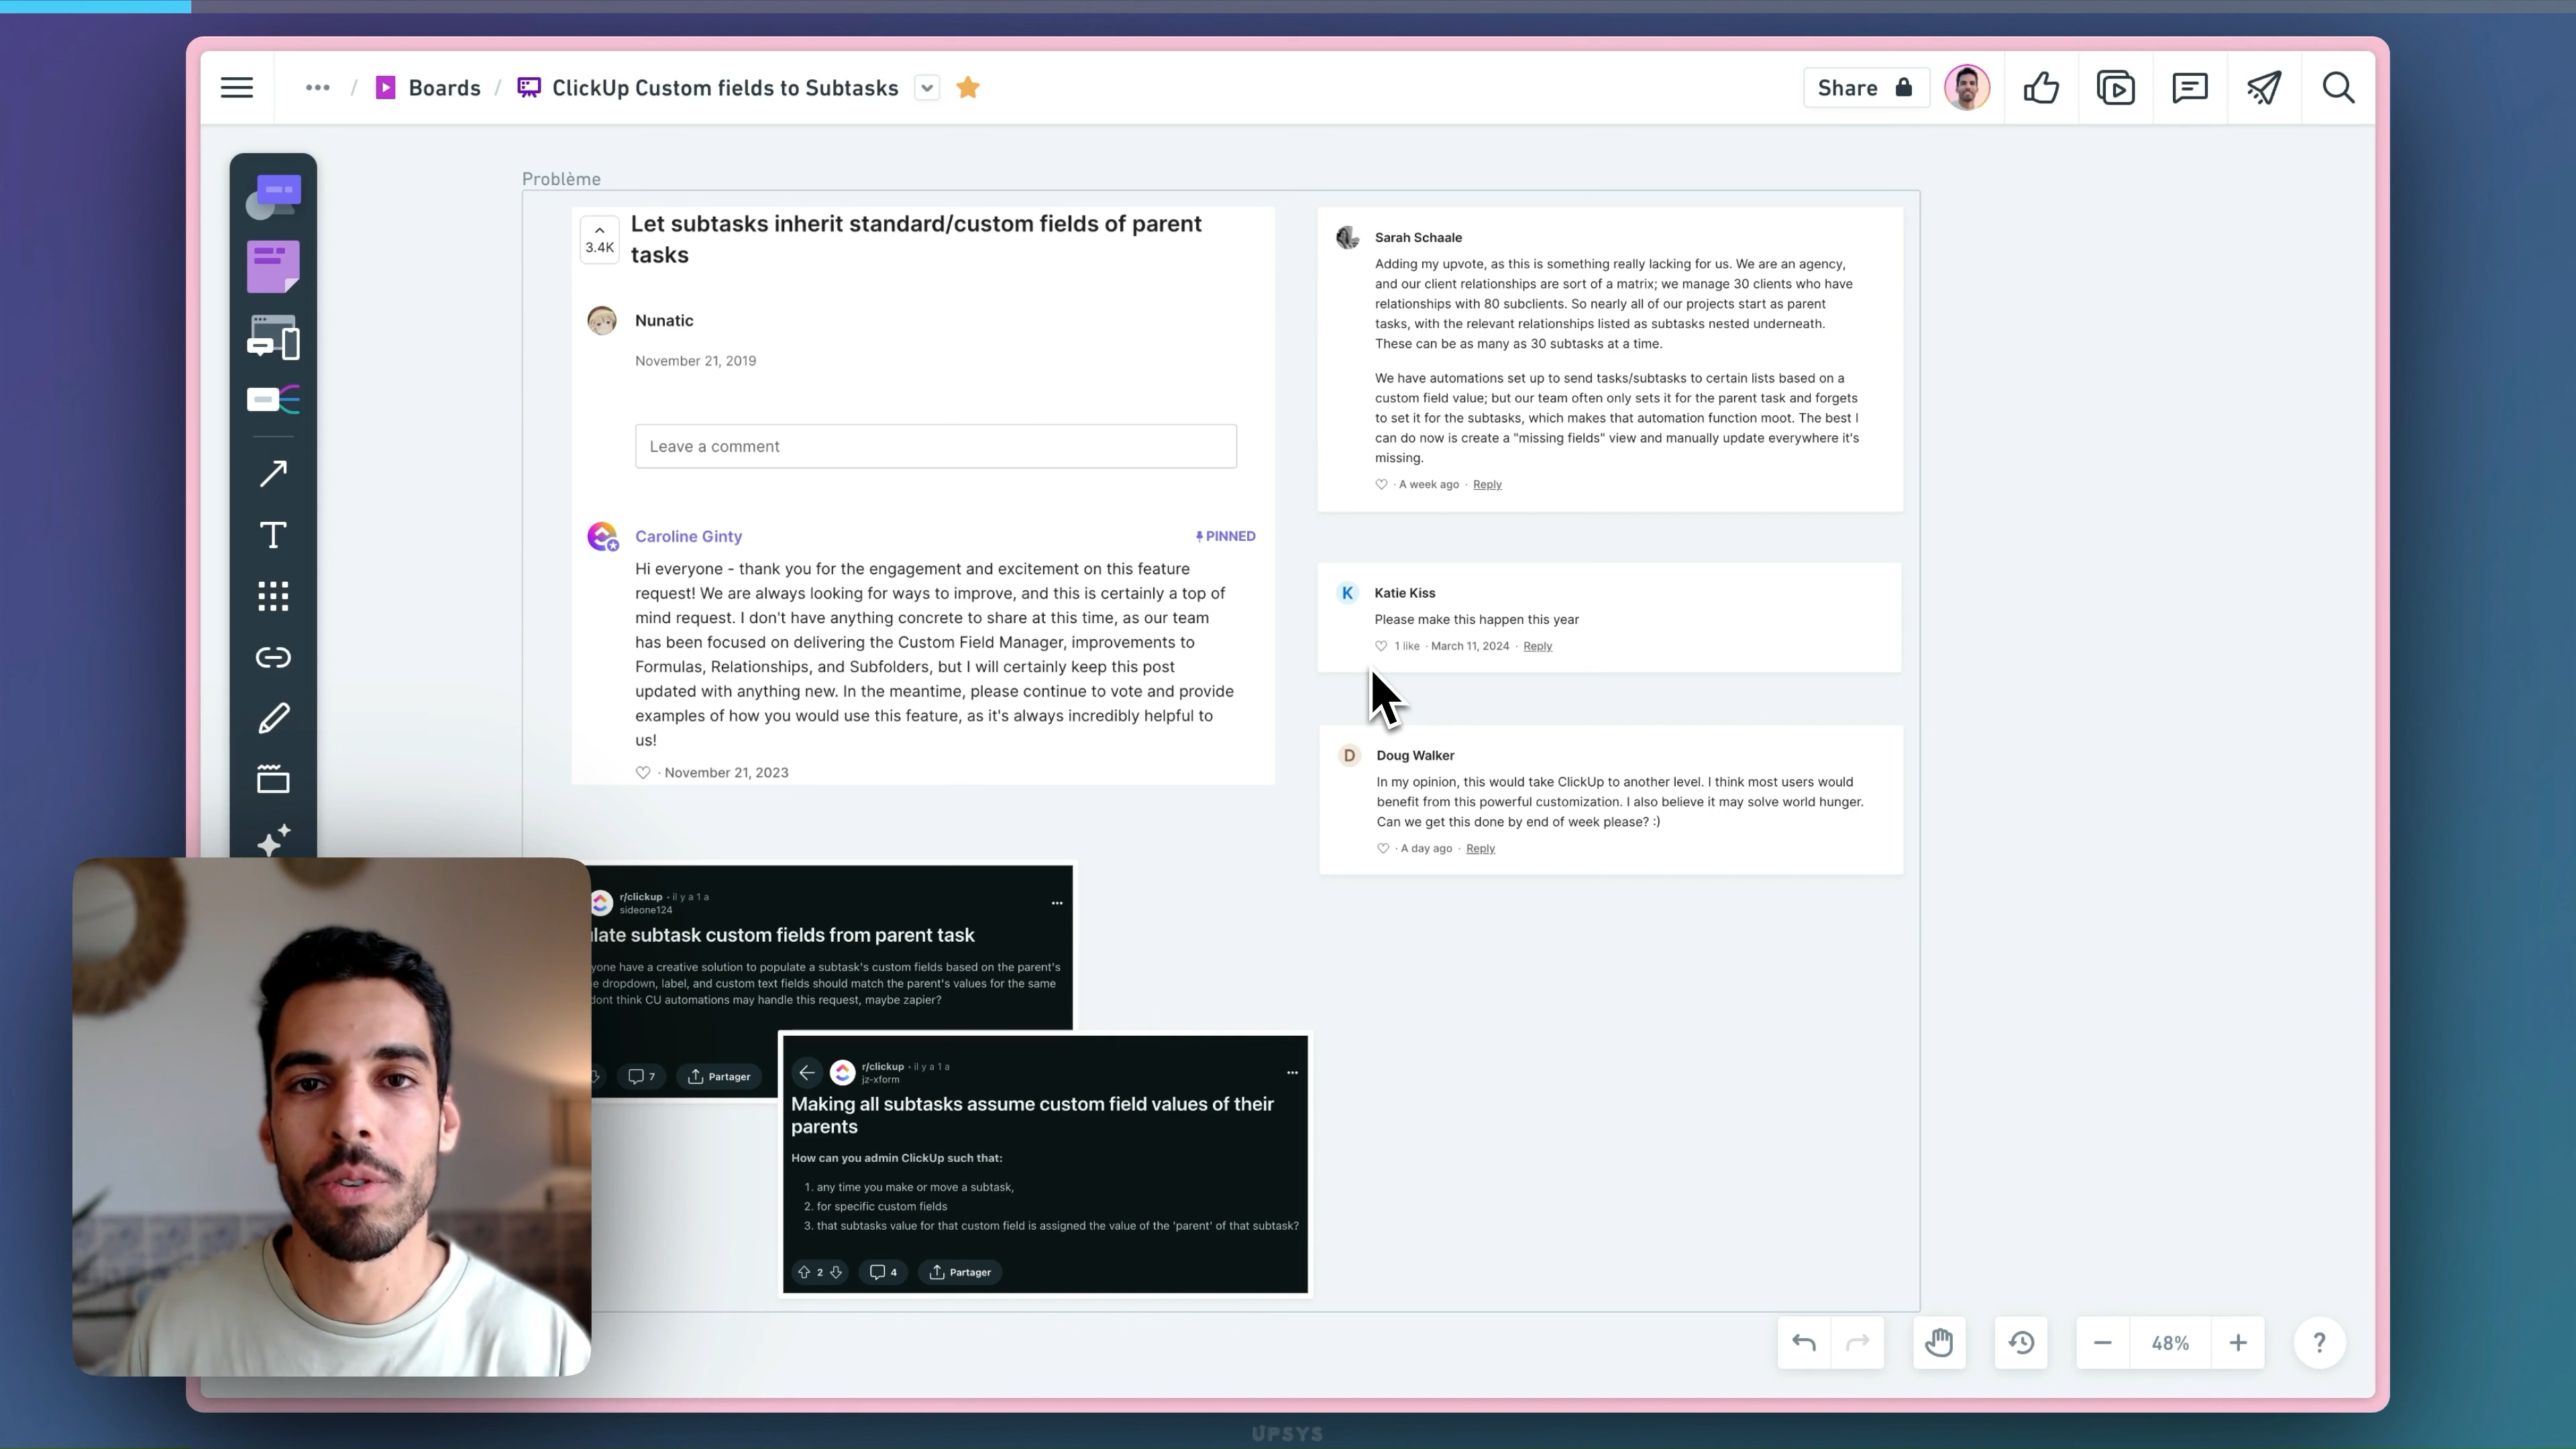 Boards / ClickUp Custom fields to Subtasks
Share
Problème
3.4K
Let subtasks inherit standard/custom fields of parent
tasks
Nunatic
November 21, 2019
Leave a comment
Caroline Ginty
PINNED
Hi everyone - thank you for the engagement and excitement on this feature
request! We are always looking for ways to improve, and this is certainly a top of
mind request. I don't have anything concrete to share at this time, as our team
has been focused on delivering the Custom Field Manager, improvements to
Formulas, Relationships, and Subfolders, but I will certainly keep this post
updated with anything new. In the meantime, please continue to vote and provide
examples of how you would use this feature, as it's always incredibly helpful to
us!
· November 21, 2023
Sarah Schaale
Adding my upvote, as this is something really lacking for us. We are an agency,
and our client relationships are sort of a matrix; we manage 30 clients who have
relationships with 80 subclients. So nearly all of our projects start as parent
tasks, with the relevant relationships listed as subtasks nested underneath.
These can be as many as 30 subtasks at a time.
We have automations set up to send tasks/subtasks to certain lists based on a
custom field value; but our team often only sets it for the parent task and forgets
to set it for the subtasks, which makes that automation function moot. The best I
can do now is create a "missing fields" view and manually update everywhere it's
missing.
· A week ago · Reply
K
Katie Kiss
Please make this happen this year
1 like · March 11, 2024 · Reply
D
Doug Walker
In my opinion, this would take ClickUp to another level. I think most users would
benefit from this powerful customization. I also believe it may solve world hunger.
Can we get this done by end of week please? :)
· A day ago · Reply
r/clickup · il y a 1 a
sideone124
late subtask custom fields from parent task
yone have a creative solution to populate a subtask's custom fields based on the parent's
e dropdown, label, and custom text fields should match the parent's values for the same
dont think CU automations may handle this request, maybe zapier?
7
Partager
r/clickup · il y a 1 a
jz-xform
Making all subtasks assume custom field values of their
parents
How can you admin ClickUp such that:
1. any time you make or move a subtask,
2. for specific custom fields
3. that subtasks value for that custom field is assigned the value of the 'parent' of that subtask?
2
4
Partager
48%
?
UPSYS